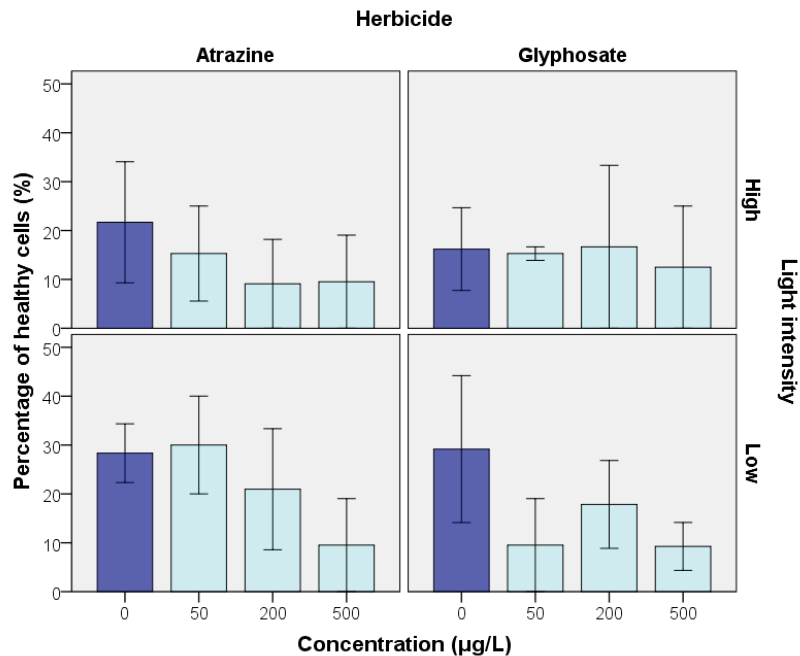 Herbicide
Atrazine Glyphosate
Percentage of healthy cells (%)
50
40
30
20
10
0
High
50
40
30
20
10
0
Low
Light intensity
0 50 200 500 0 50 200 500
Concentration (µg/L)